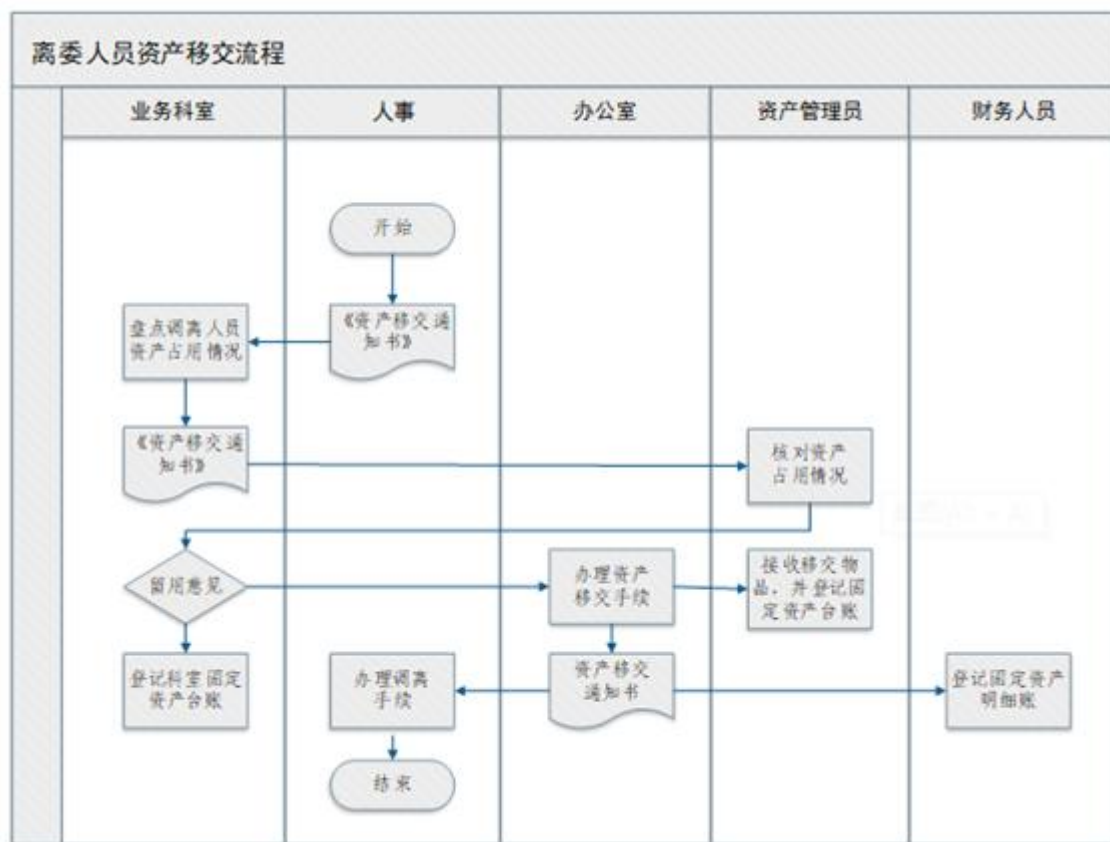 离委人员资产移交流程
业务科室
人事
办公室
资产管理员
财务人员
开始
盘点调离人员
资产占用情况
《资产移交通
知书》
《资产移交通
知书》
核对资产
占用情况
留用意见
办理资产
移交手续
接收移交物
品，并登记固
定资产台账
登记科室固定
资产台账
办理调离
手续
资产移交
通知书
登记固定资产
明细账
结束